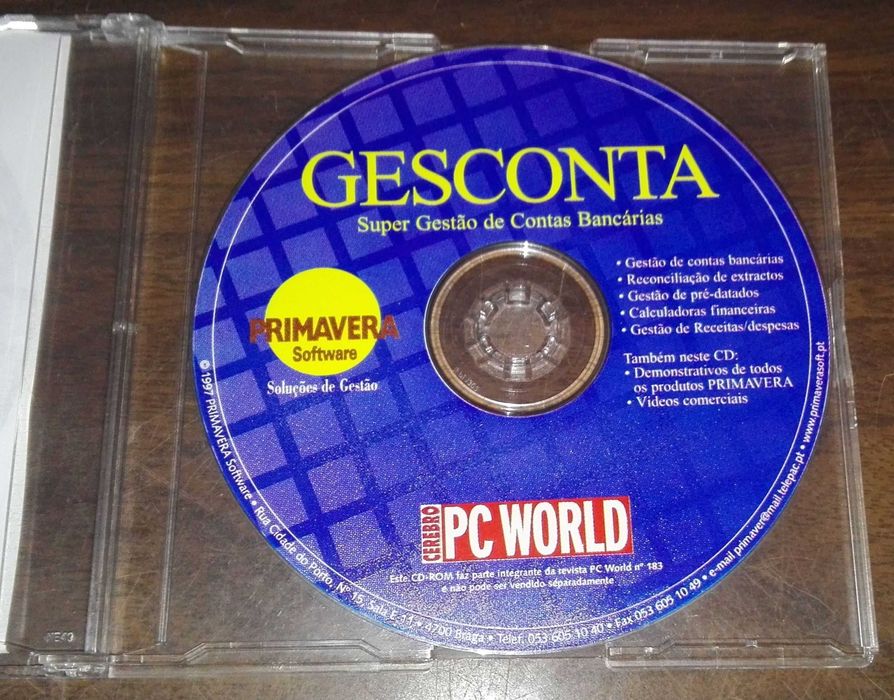 GESCONTA
Super Gestão de Contas Bancárias
• Gestão de contas bancárias
• Reconciliação de extractos
• Gestão de pré-datados
• Calculadoras financeiras
• Gestão de Receitas/despesas
Também neste CD:
• Demonstrativos de todos
os produtos PRIMAVERA
• Vídeos comerciais
PRIMAVERA
Software
Soluções de Gestão
CEREBRO
PC WORLD
Este CD-ROM faz parte integrante da revista PC World nº 183
e não pode ser vendido separadamente
© 1997 PRIMAVERA Software • Rua Cidade do Porto, Nº 15, Sala E-11 • 4700 Braga • Telef. 053 605 10 40 • Fax 053 605 10 49 • e-mail primaver@mail.telepac.pt • www.primaverasoft.pt